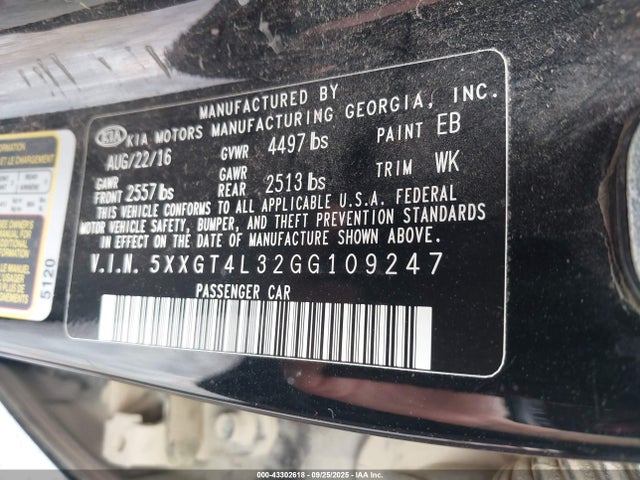 MANUFACTURED BY
KIA KIA MOTORS MANUFACTURING GEORGIA, INC.
AUG/22/16 GVWR 4497 lbs PAINT EB
GAWR FRONT 2557 lbs GAWR REAR 2513 lbs TRIM WK
THIS VEHICLE CONFORMS TO ALL APPLICABLE U.S.A. FEDERAL
MOTOR VEHICLE SAFETY, BUMPER, AND THEFT PREVENTION STANDARDS
IN EFFECT ON THE DATE OF MANUFACTURE SHOWN ABOVE.
V.I.N. 5XXGT4L32GG109247
PASSENGER CAR
5120
000-43302618 - 09/25/2025 - IAAI.COM